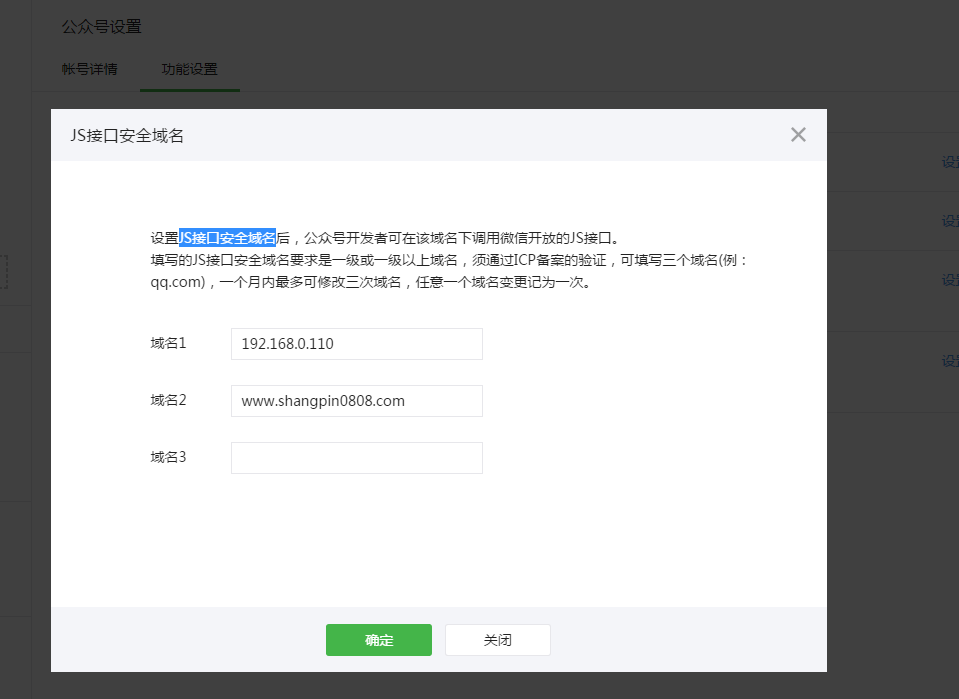 公众号设置
帐号详情
功能设置
JS接口安全域名
设置JS接口安全域名后，公众号开发者可在该域名下调用微信开放的JS接口。
填写的JS接口安全域名要求是一级或一级以上域名，须通过ICP备案的验证，可填写三个域名(例：
qq.com)，一个月内最多可修改三次域名，任意一个域名变更记为一次。
域名1
192.168.0.110
域名2
www.shangpin0808.com
域名3
确定
关闭